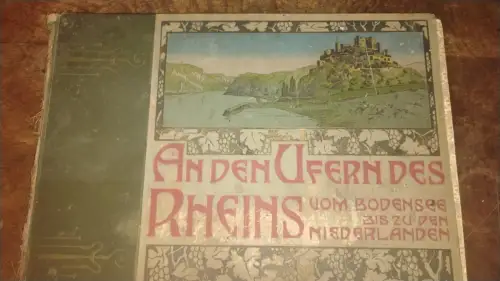 AN DEN UFERN DES
RHEINS VOM BODENSEE
BIS ZU DEN
NIEDERLANDEN